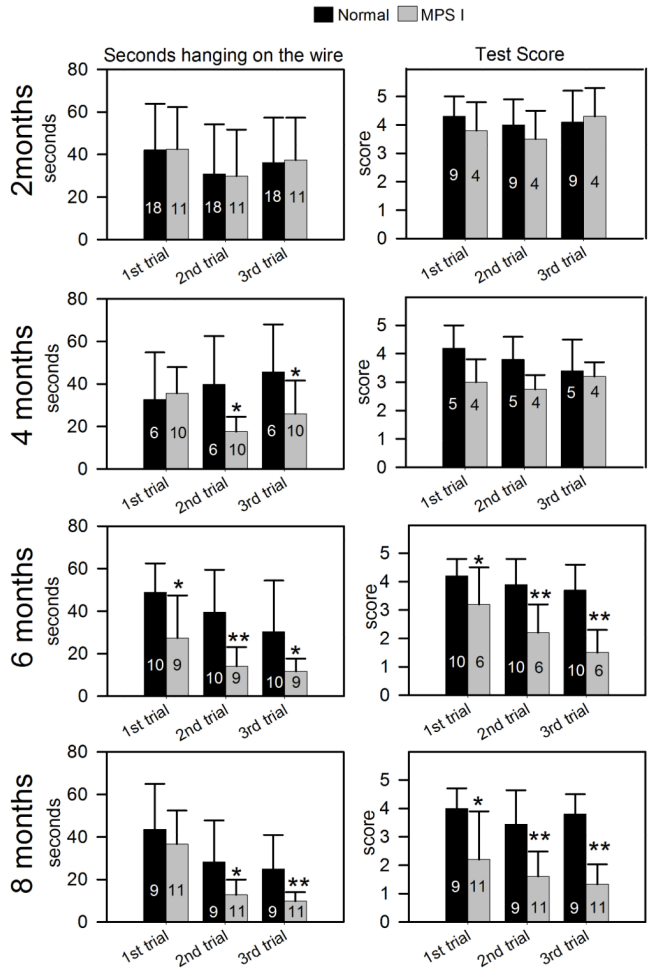 Normal MPS I
Seconds hanging on the wire
Test Score
2months
seconds
80
60
40
20
0
18 11 18 11 18 11
1st trial 2nd trial 3rd trial
score
5
4
3
2
1
0
9 4 9 4 9 4
1st trial 2nd trial 3rd trial
4 months
seconds
80
60
40
20
0
* *
6 10 6 10 6 10
1st trial 2nd trial 3rd trial
score
5
4
3
2
1
0
5 4 5 4 5 4
1st trial 2nd trial 3rd trial
6 months
seconds
80
60
40
20
0
* ** *
10 9 10 9 10 9
1st trial 2nd trial 3rd trial
score
5
4
3
2
1
0
* ** **
10 6 10 6 10 6
1st trial 2nd trial 3rd trial
8 months
seconds
80
60
40
20
0
* **
9 11 9 11 9 11
1st trial 2nd trial 3rd trial
score
5
4
3
2
1
0
* ** **
9 11 9 11 9 11
1st trial 2nd trial 3rd trial